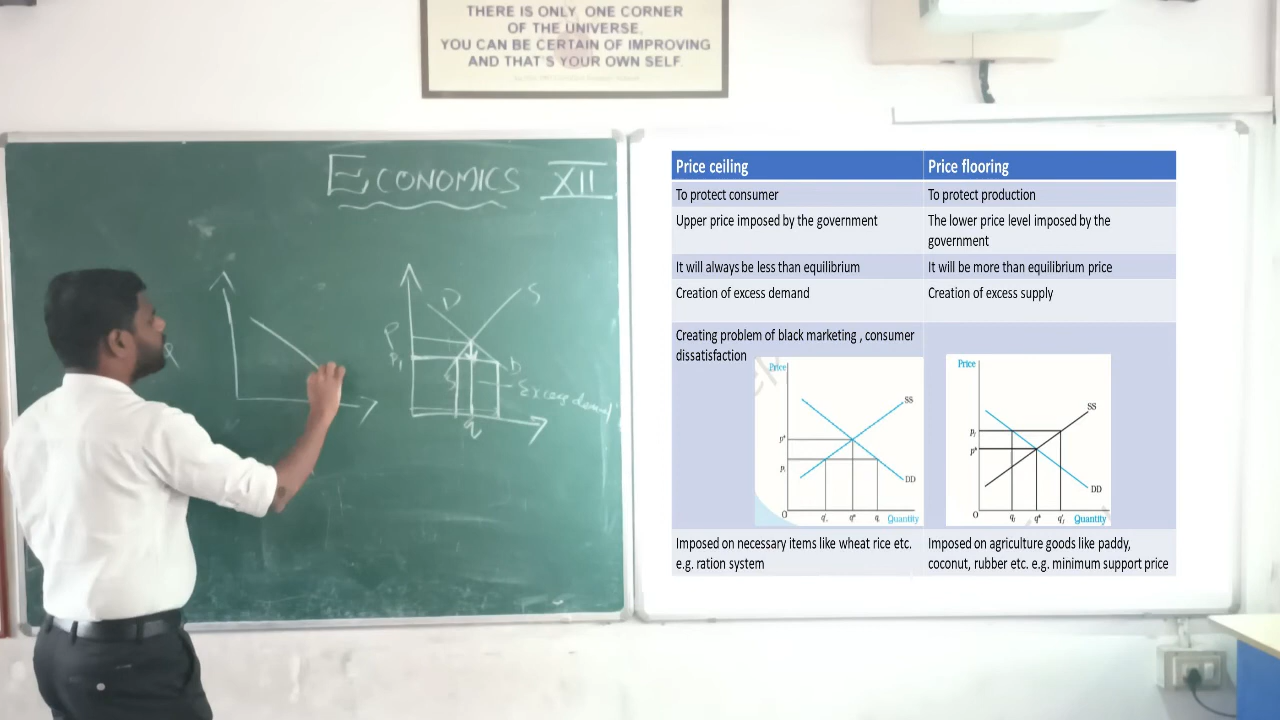 THERE IS ONLY ONE CORNER
OF THE UNIVERSE.
YOU CAN BE CERTAIN OF IMPROVING
AND THAT'S YOUR OWN SELF.
ECONOMICS XII
D
S
P
P1
D
S
Excess demand
q
Price ceiling
Price flooring
To protect consumer
To protect production
Upper price imposed by the government
The lower price level imposed by the
government
It will always be less than equilibrium
It will be more than equilibrium price
Creation of excess demand
Creation of excess supply
Creating problem of black marketing , consumer
dissatisfaction
Price
SS
p*
DD
O
q*
Quantity
Price
SS
pf
p*
DD
O
qf
q*
q'f
Quantity
Imposed on necessary items like wheat rice etc.
e.g. ration system
Imposed on agriculture goods like paddy,
coconut, rubber etc. e.g. minimum support price